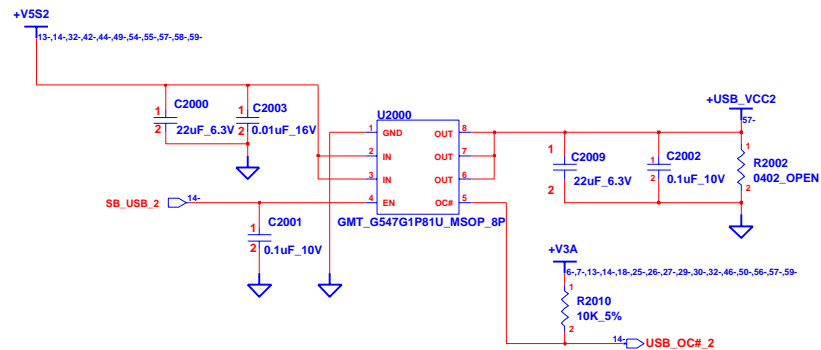 +V5S2
13-,14-,32-,42-,44-,49-,54-,55-,57-,58-,59-
1 C2000
2 22uF_6.3V
1 C2003
2 0.01uF_16V
U2000
1 GND OUT 8
2 IN OUT 7
3 IN OUT 6
4 EN OC# 5
GMT_G547G1P81U_MSOP_8P
SB_USB_2 14-
1 C2001
2 0.1uF_10V
+USB_VCC2
57-
1 C2009
2 22uF_6.3V
1 C2002
2 0.1uF_10V
1
R2002
0402_OPEN
2
+V3A
6-,7-,13-,14-,18-,25-,26-,27-,29-,30-,32-,46-,50-,56-,57-,59-
1
R2010
10K_5%
2
14- USB_OC#_2